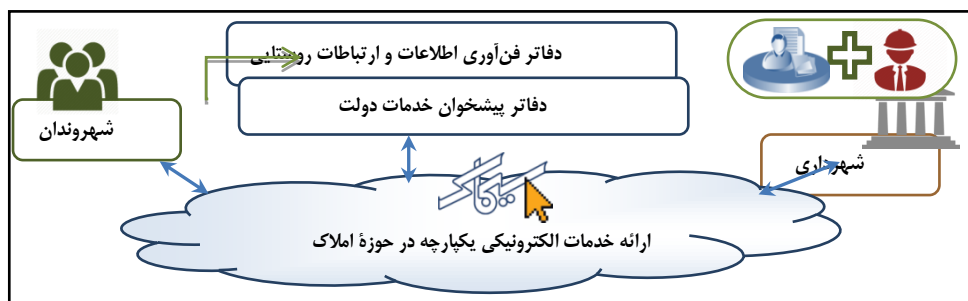 دفاتر فن‌آوری اطلاعات و ارتباطات روستایی
دفاتر پیشخوان خدمات دولت
شهروندان
شهرداری
سیماک
ارائه خدمات الکترونیکی یکپارچه در حوزهٔ املاک